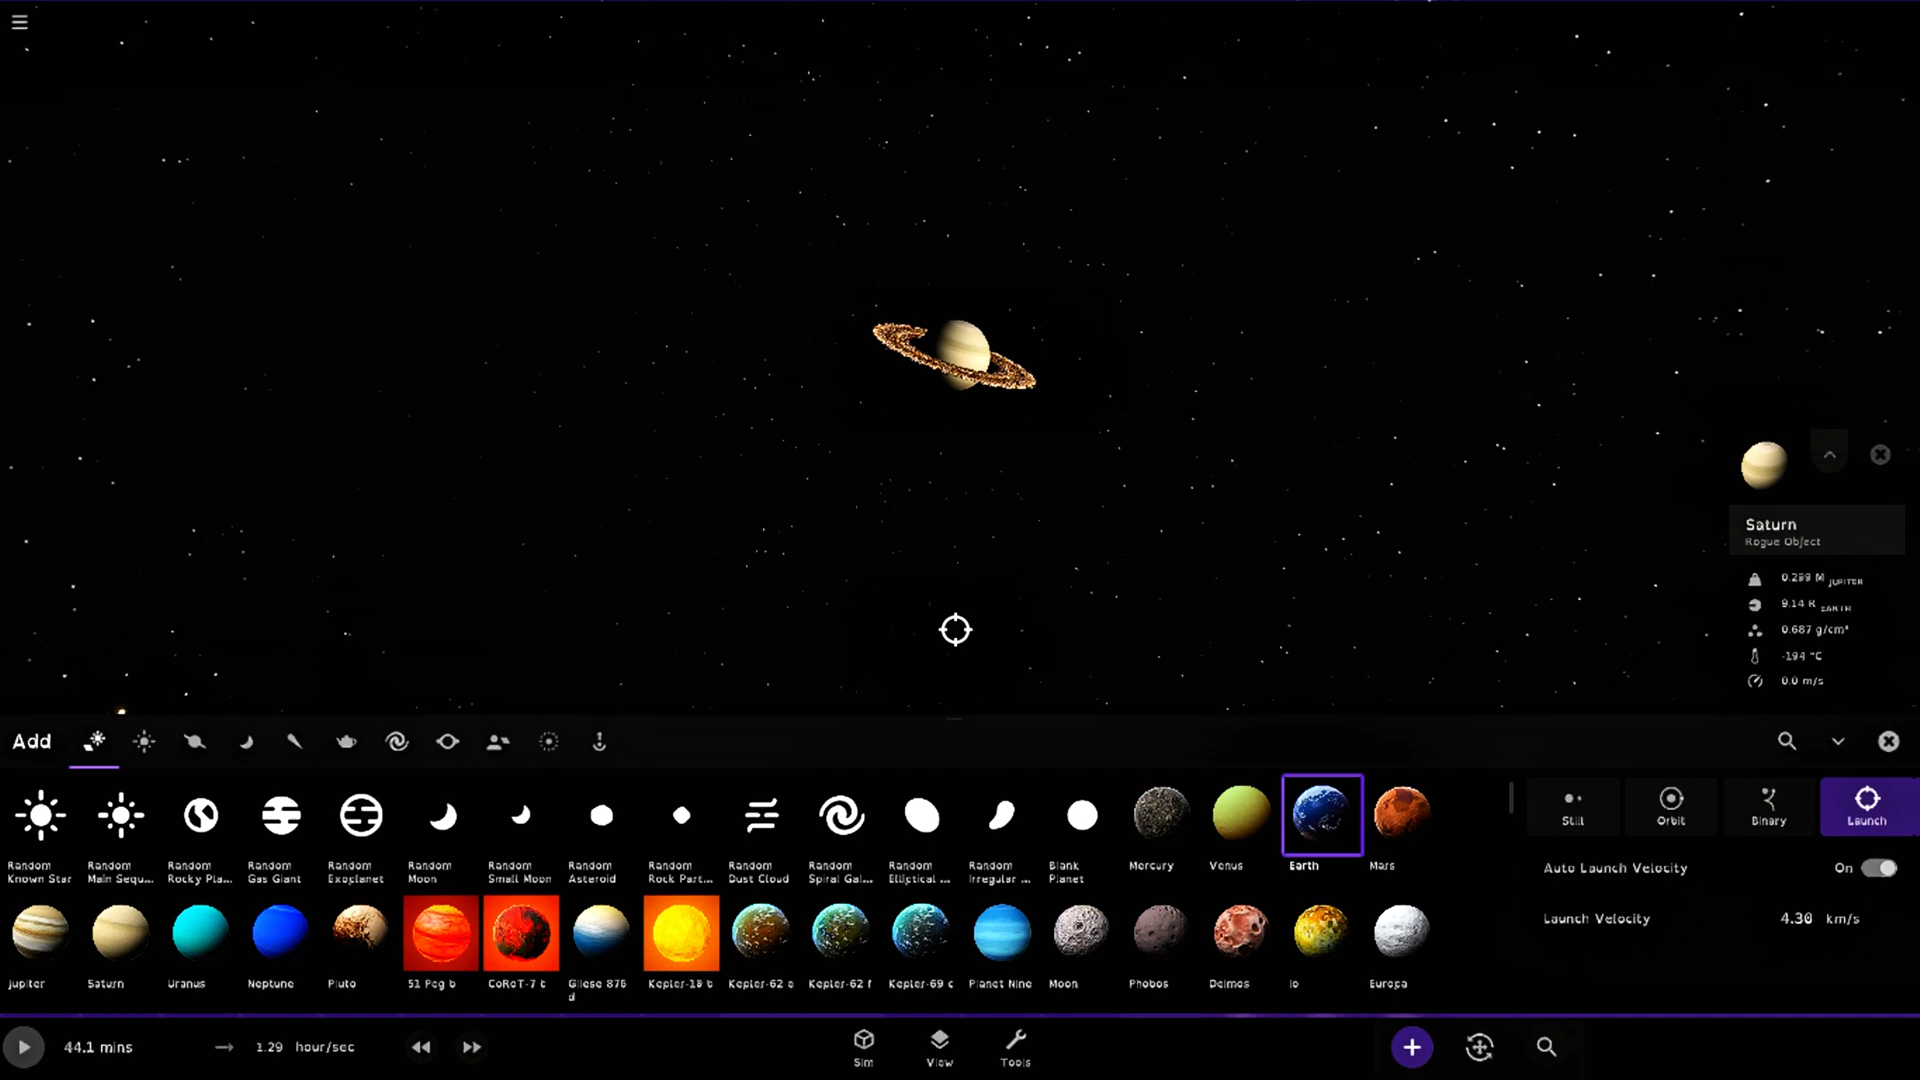 Saturn
Rogue Object
0.299 M JUPITER
9.14 R EARTH
0.687 g/cm³
-194 °C
0.0 m/s
Add
Random Known Star
Random Main Sequ...
Random Rocky Pla...
Random Gas Giant
Random Exoplanet
Random Moon
Random Small Moon
Random Asteroid
Random Rock Part...
Random Dust Cloud
Random Spiral Gal...
Random Elliptical ...
Random Irregular ...
Blank Planet
Mercury
Venus
Earth
Mars
Still
Orbit
Binary
Launch
Auto Launch Velocity
On
Launch Velocity
4.30 km/s
Jupiter
Saturn
Uranus
Neptune
Pluto
51 Peg b
CoRoT-7 b
Gliese 876 d
Kepler-18 b
Kepler-62 e
Kepler-62 f
Kepler-69 c
Planet Nine
Moon
Phobos
Deimos
Io
Europa
44.1 mins
1.29 hour/sec
Sim
View
Tools